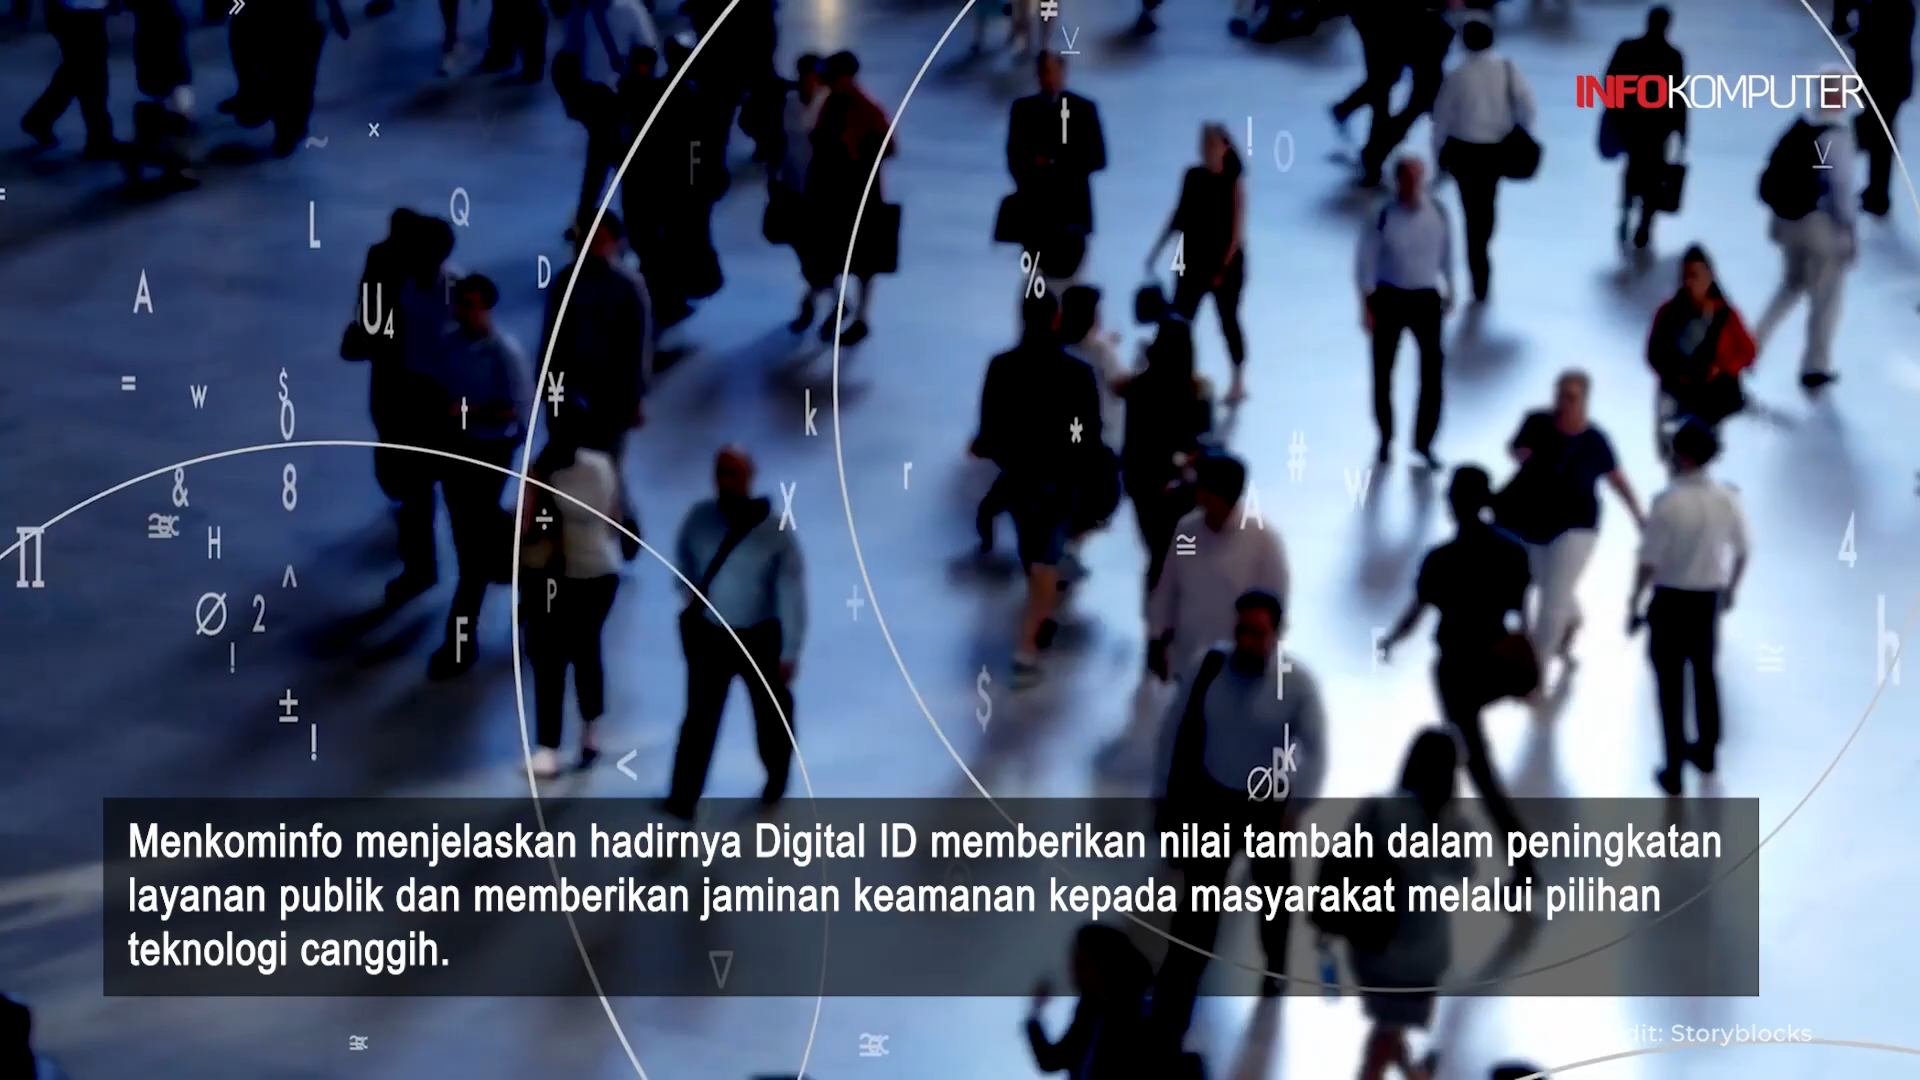 INFOKOMPUTER
Menkominfo menjelaskan hadirnya Digital ID memberikan nilai tambah dalam peningkatan
layanan publik dan memberikan jaminan keamanan kepada masyarakat melalui pilihan
teknologi canggih.
Storyblocks